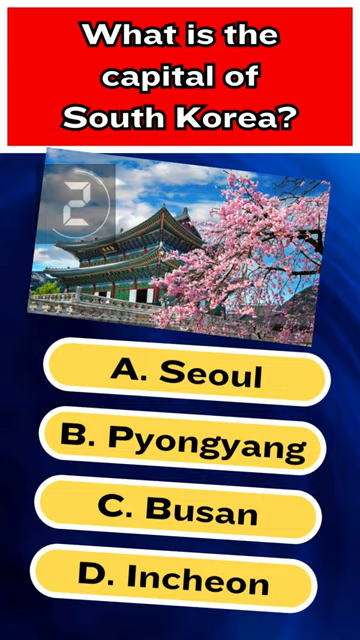 What is the
capital of
South Korea?
2
A. Seoul
B. Pyongyang
C. Busan
D. Incheon